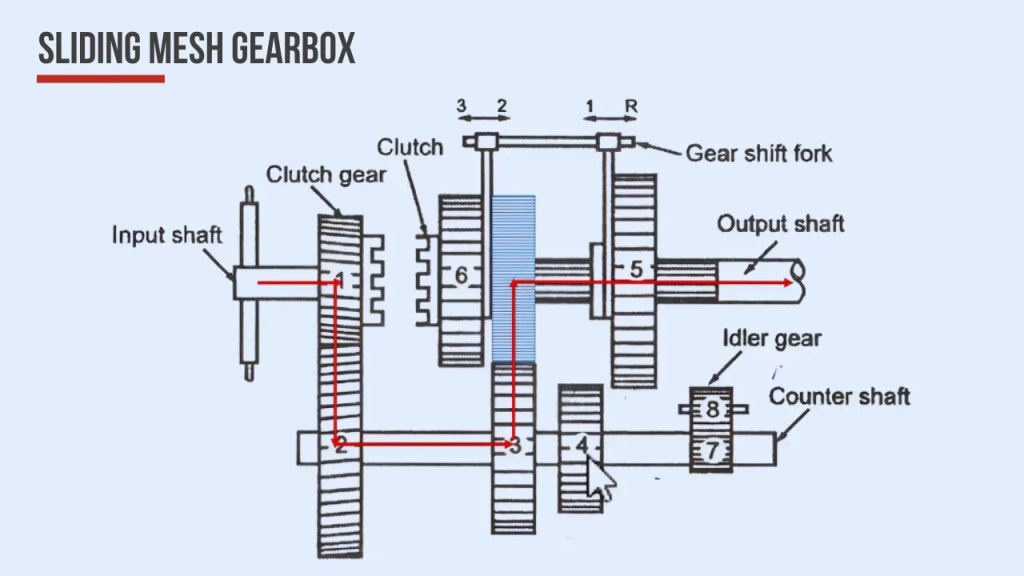 SLIDING MESH GEARBOX
3 2 1 R
Clutch
Gear shift fork
Clutch gear
Input shaft
Output shaft
1 6 5
Idler gear
Counter shaft
8
2 3 4 7